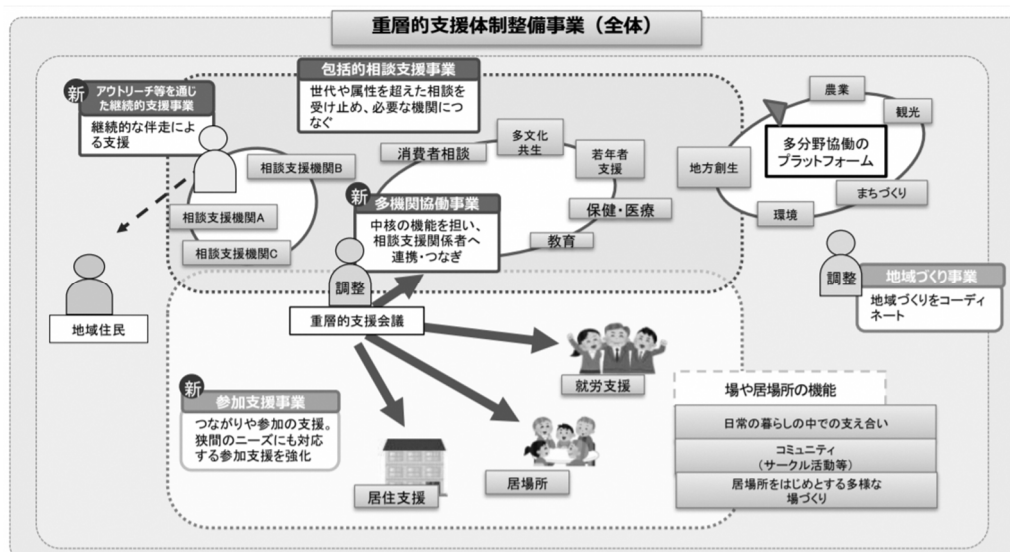 重層的支援体制整備事業（全体）
新
アウトリーチ等を通じ
た継続的支援事業
継続的な伴走によ
る支援
包括的相談支援事業
世代や属性を超えた相談を
受け止め、必要な機関につ
なぐ
相談支援機関B
相談支援機関A
相談支援機関C
消費者相談
多文化
共生
若年者
支援
保健・医療
教育
新
多機関協働事業
中核の機能を担い、
相談支援関係者へ
連携・つなぎ
調整
重層的支援会議
農業
観光
地方創生
多分野協働の
プラットフォーム
まちづくり
環境
調整
地域づくり事業
地域づくりをコーディ
ネート
地域住民
新
参加支援事業
つながりや参加の支援。
狭間のニーズにも対応
する参加支援を強化
就労支援
居場所
居住支援
場や居場所の機能
日常の暮らしの中での支え合い
コミュニティ
（サークル活動等）
居場所をはじめとする多様な
場づくり